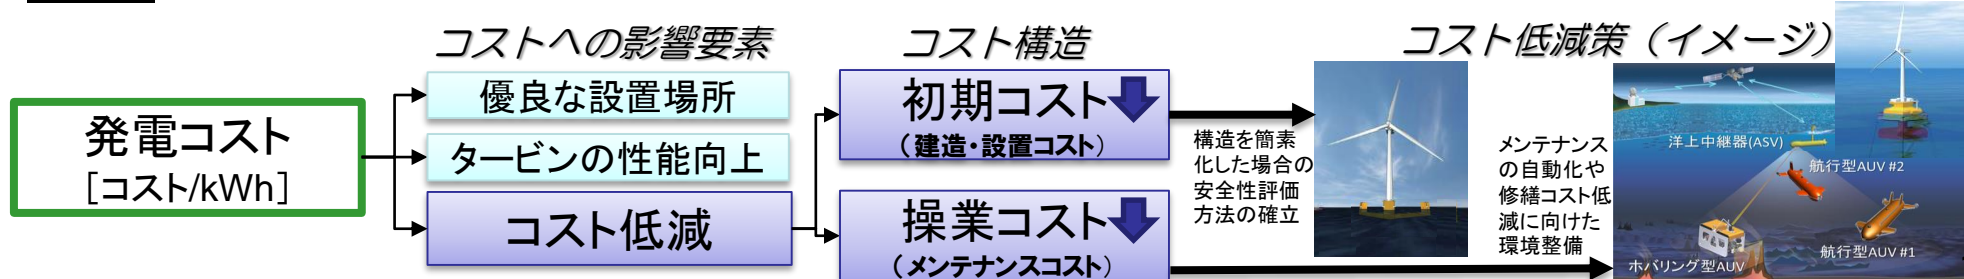 コストへの影響要素
コスト構造
コスト低減策（イメージ）
発電コスト
［コスト/kWh］
優良な設置場所
タービンの性能向上
コスト低減
初期コスト
（建造・設置コスト）
操業コスト
（メンテナンスコスト）
構造を簡素
化した場合の
安全性評価
方法の確立
メンテナンス
の自動化や
修繕コスト低
減に向けた
環境整備
洋上中継器(ASV)
航行型AUV #2
航行型AUV #1
ホバリング型AUV